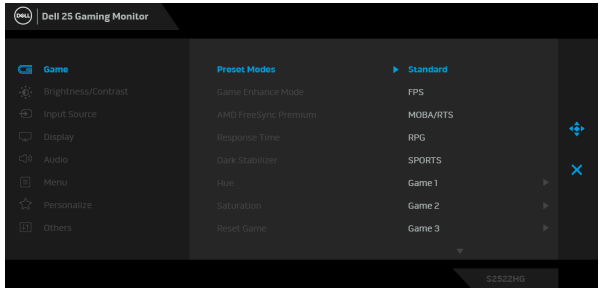 DELL Dell 25 Gaming Monitor
Game Preset Modes Standard
Brightness/Contrast Game Enhance Mode FPS
Input Source AMD FreeSync Premium MOBA/RTS
Display Response Time RPG
Audio Dark Stabilizer SPORTS
Menu Hue Game 1
Personalize Saturation Game 2
Others Reset Game Game 3
S2522HG